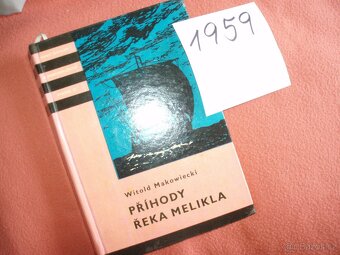 1959
Witold Makowiecki
PŘÍHODY
ŘEKA MELIKLA